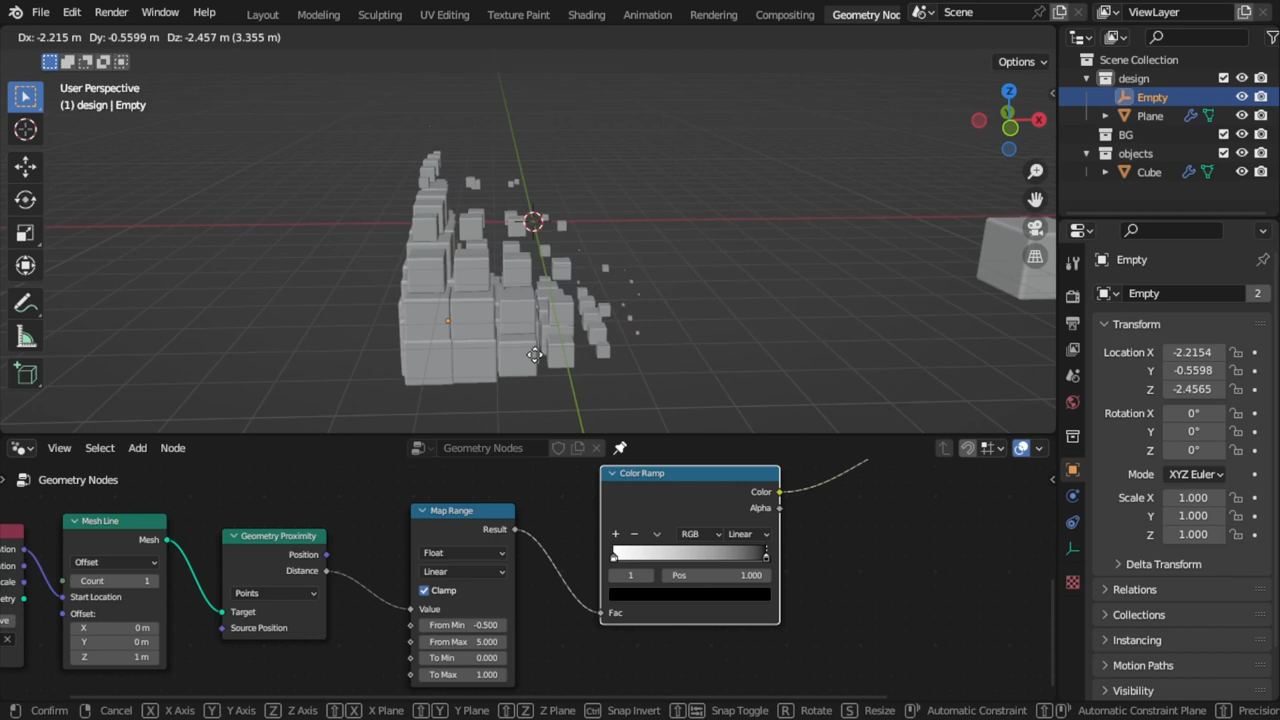 File Edit Render Window Help Layout Modeling Sculpting UV Editing Texture Paint Shading Animation Rendering Compositing Geometry Noc Scene ViewLayer
Dx: -2.215 m Dy: -0.5599 m Dz: -2.457 m (3.355 m)
Options
User Perspective
(1) design | Empty
Z
X
Y
Scene Collection
design
Empty
Plane
BG
objects
Cube
Empty
Empty 2
Transform
Location X -2.2154
Y -0.5598
Z -2.4565
Rotation X 0°
Y 0°
Z 0°
Mode XYZ Euler
Scale X 1.000
Y 1.000
Z 1.000
Delta Transform
Relations
Collections
Instancing
Motion Paths
Visibility
View Select Add Node Geometry Nodes
Geometry Nodes
Mesh Line
Mesh
Offset
Count 1
Start Location
Offset:
X 0 m
Y 0 m
Z 1 m
Geometry Proximity
Position
Distance
Points
Target
Source Position
Map Range
Result
Float
Linear
Clamp
Value
From Min -0.500
From Max 5.000
To Min 0.000
To Max 1.000
Color Ramp
Color
Alpha
RGB Linear
1 Pos 1.000
Fac
Confirm Cancel X X Axis Y Y Axis Z Z Axis X X Plane Y Y Plane Z Z Plane Ctrl Snap Invert Snap Toggle R Rotate S Resize Automatic Constraint Automatic Constraint Plane Precision